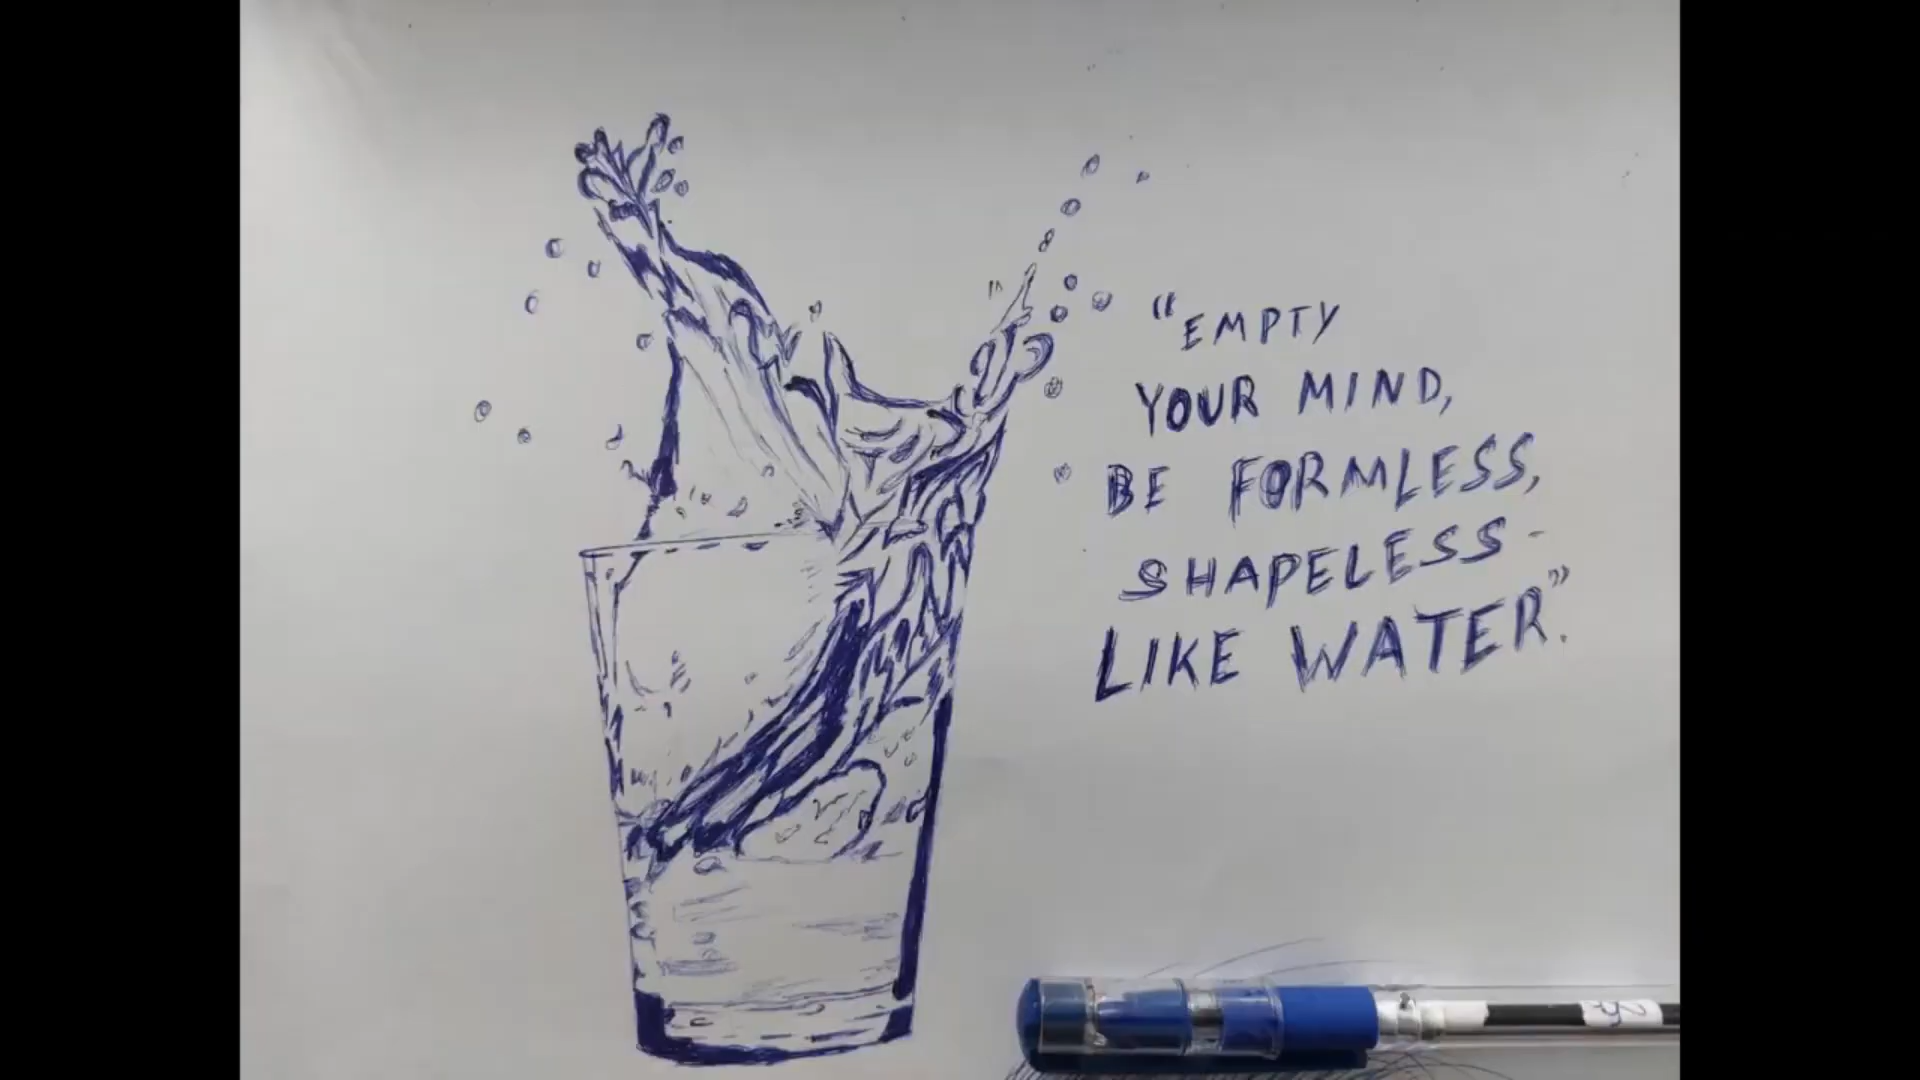 “EMPTY
YOUR MIND,
BE FORMLESS,
SHAPELESS -
LIKE WATER.”